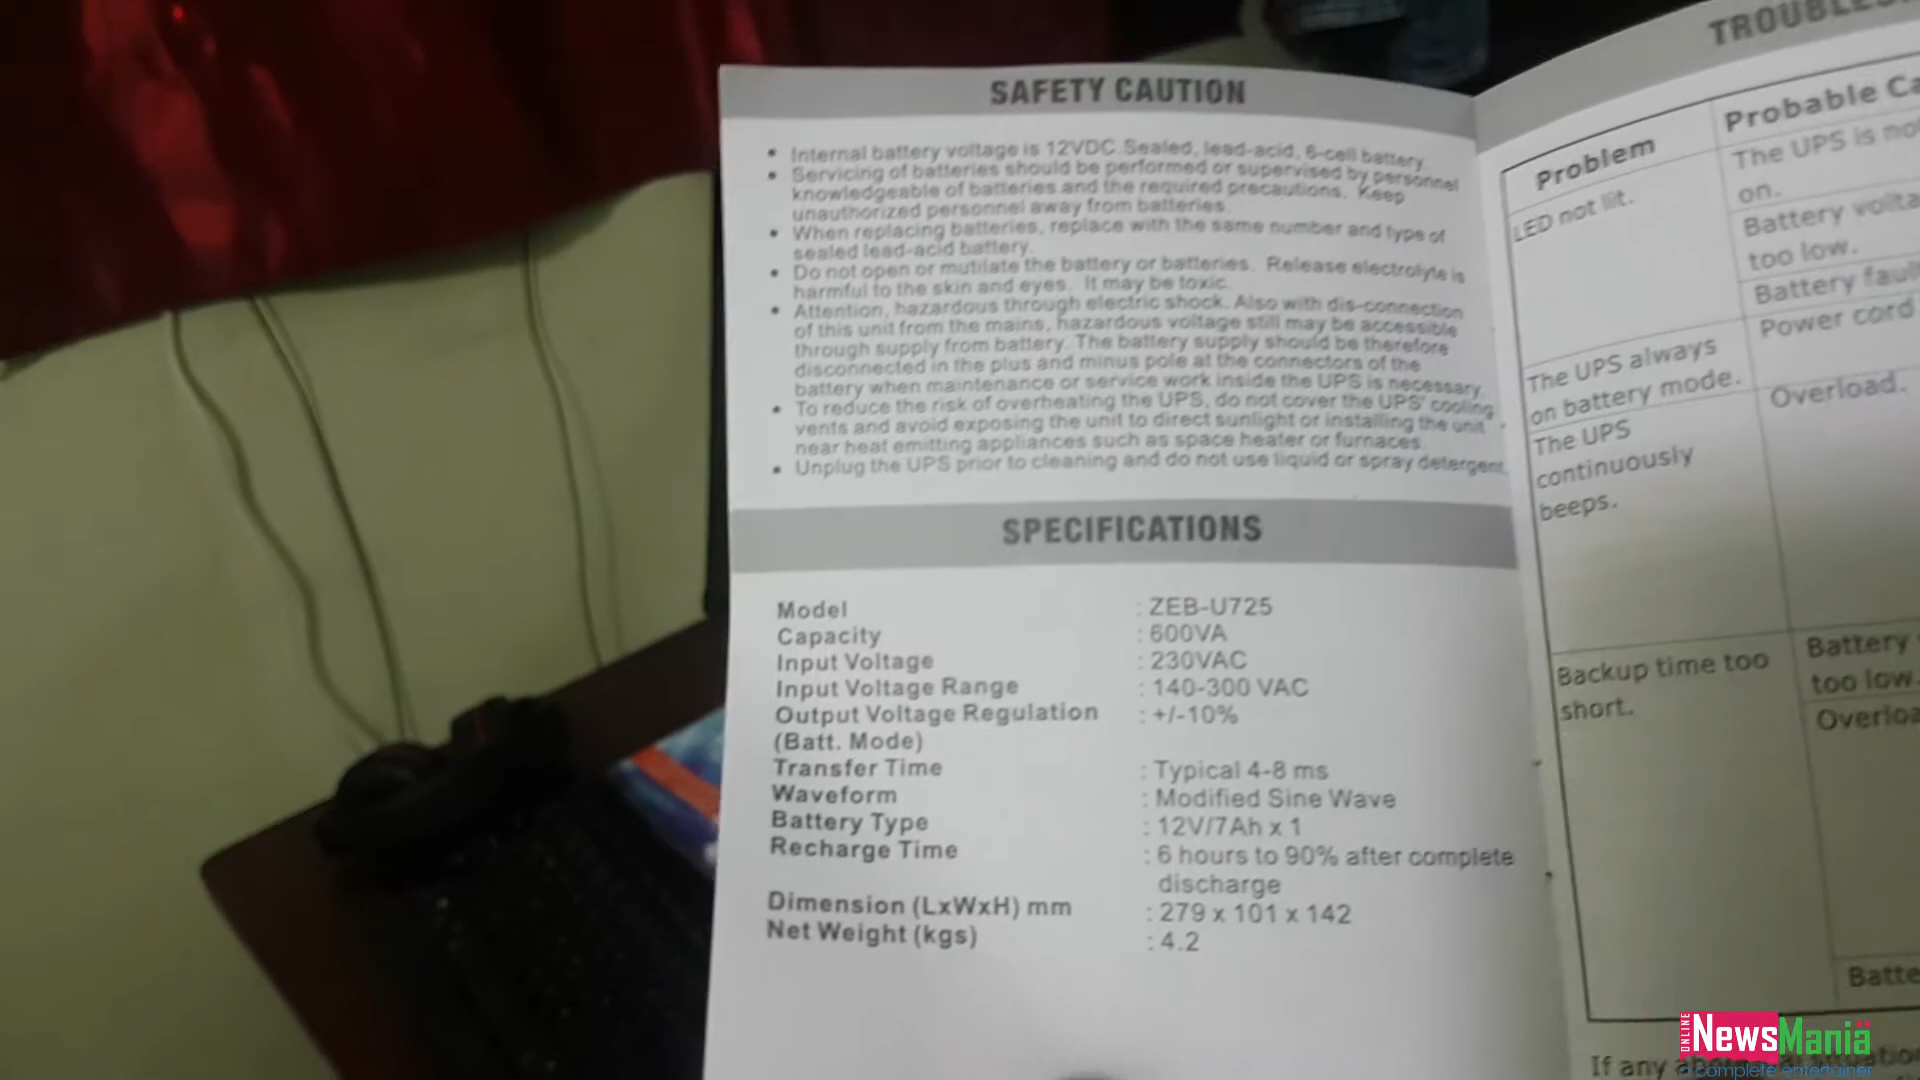 SAFETY CAUTION
• Internal battery voltage is 12VDC Sealed, lead-acid, 6-cell battery.
• Servicing of batteries should be performed or supervised by personnel
knowledgeable of batteries and the required precautions. Keep
unauthorized personnel away from batteries.
• When replacing batteries, replace with the same number and type of
sealed lead-acid battery.
• Do not open or mutilate the battery or batteries. Release electrolyte is
harmful to the skin and eyes. It may be toxic.
• Attention, hazardous through electric shock. Also with dis-connection
of this unit from the mains, hazardous voltage still may be accessible
through supply from battery. The battery supply should be therefore
disconnected in the plus and minus pole at the connectors of the
battery when maintenance or service work inside the UPS is necessary.
• To reduce the risk of overheating the UPS, do not cover the UPS' cooling
vents and avoid exposing the unit to direct sunlight or installing the unit
near heat emitting appliances such as space heater or furnaces.
• Unplug the UPS prior to cleaning and do not use liquid or spray detergent.
SPECIFICATIONS
Model : ZEB-U725
Capacity : 600VA
Input Voltage : 230VAC
Input Voltage Range : 140-300 VAC
Output Voltage Regulation : +/-10%
(Batt. Mode)
Transfer Time : Typical 4-8 ms
Waveform : Modified Sine Wave
Battery Type : 12V/7Ah x 1
Recharge Time : 6 hours to 90% after complete
discharge
Dimension (LxWxH) mm : 279 x 101 x 142
Net Weight (kgs) : 4.2
Problem Probable
LED not lit. The UPS is
on.
Battery
too low.
Battery
The UPS always Power cord
on battery mode.
The UPS Overload.
continuously
beeps.
Backup time too Battery
short. too low.
If any
ONLINE NewsMania
a complete entertainer